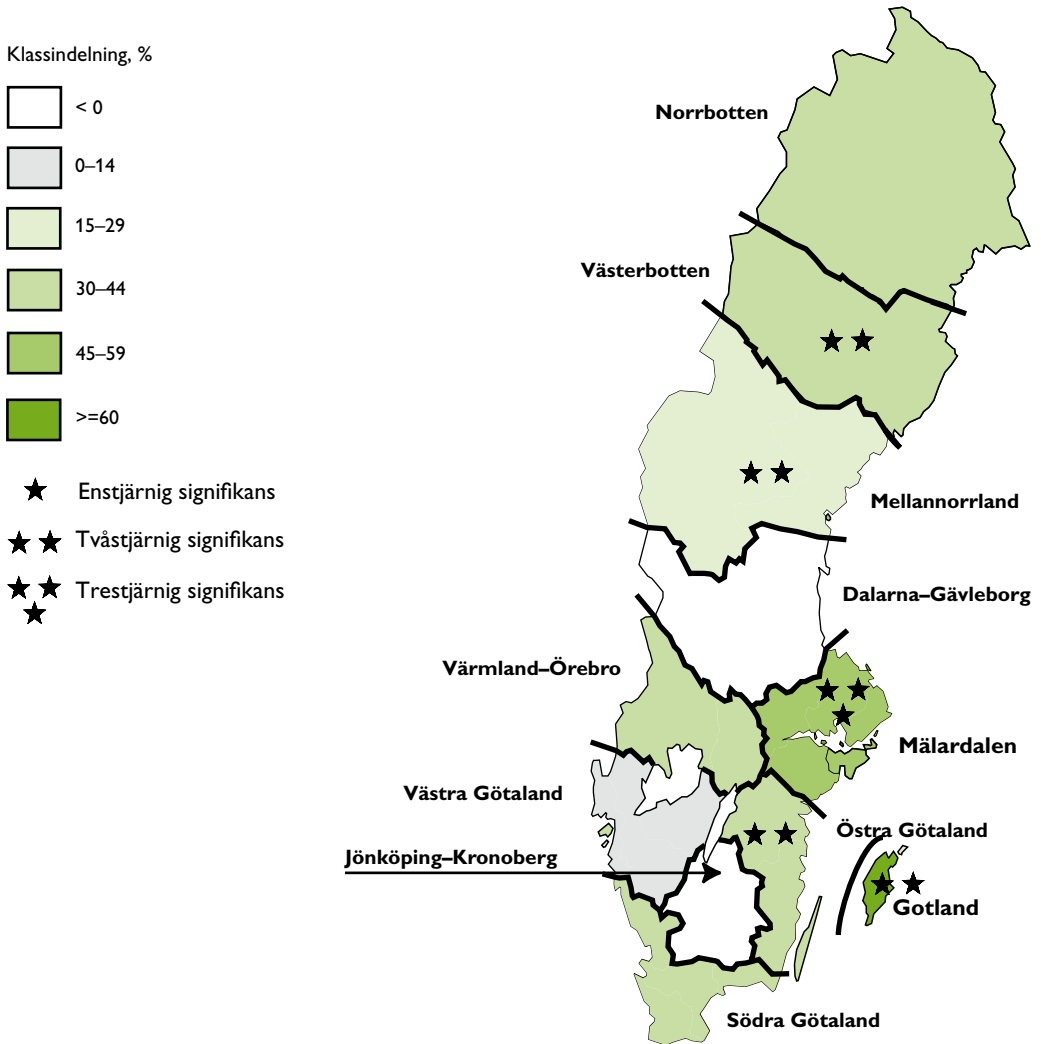 Klassindelning, %
< 0
0–14
15–29
30–44
45–59
>=60
Enstjärnig signifikans
Tvåstjärnig signifikans
Trestjärnig signifikans
Norrbotten
Västerbotten
Mellannorrland
Dalarna–Gävleborg
Värmland–Örebro
Mälardalen
Västra Götaland
Östra Götaland
Jönköping–Kronoberg
Gotland
Södra Götaland